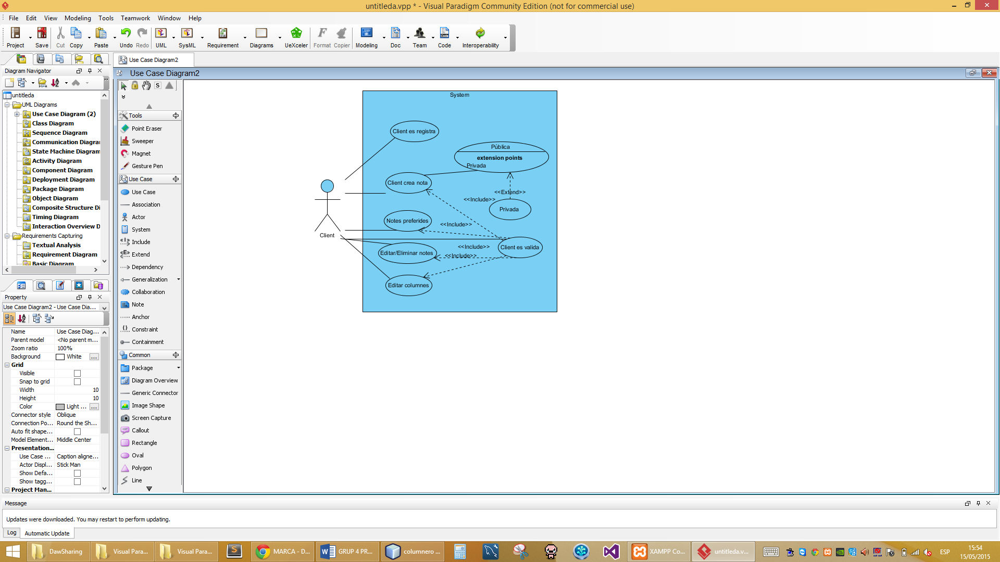 untitleda.vpp * - Visual Paradigm Community Edition (not for commercial use)
File Edit View Modeling Tools Teamwork Window Help
Project Save Cut Copy Paste Undo Redo UML SysML Requirement Diagrams UeXceler Format Copier Modeling Doc Team Code Interoperability
Use Case Diagram2
Diagram Navigator
Use Case Diagram2
untitleda
UML Diagrams
Use Case Diagram (2)
Class Diagram
Sequence Diagram
Communication Diagrar
State Machine Diagram
Activity Diagram
Component Diagram
Deployment Diagram
Package Diagram
Object Diagram
Composite Structure Di
Timing Diagram
Interaction Overview D
Requirements Capturing
Textual Analysis
Requirement Diagram
Basic Diagram
Property
Use Case Diagram2 - Use Case Dia...
Name Use Case Diag...
Parent model <No parent m...
Zoom ratio 100%
Background White ...
Grid
Visible
Snap to grid
Width 10
Height 10
Color Light ... ...
Connector style Oblique
Connection Po... Round the Sh...
Auto fit shape...
Model Element... Middle Center
Presentation...
Use Case ... Caption aligne...
Actor Displ... Stick Man
Show Defa...
Show tagg...
Project Man...
S
Tools
Point Eraser
Sweeper
Magnet
Gesture Pen
Use Case
Use Case
Association
Actor
System
Include
Extend
Dependency
Generalization
Collaboration
Note
Anchor
Constraint
Containment
Common
Package
Diagram Overview
Generic Connector
Image Shape
Screen Capture
Callout
Rectangle
Oval
Polygon
Line
System
Client es registra
Pública
extension points
Privada
Client crea nota
<<Extend>>
<<Include>>
Privada
Notes preferides
<<Include>>
Client
Client es valida
<<Include>>
Editar/Eliminar notes
<<Include>>
Editar columnes
Message
Updates were downloaded. You may restart to perform updating.
Log Automatic Update
DawSharing Visual Para... Visual Para... MARCA - D... GRUP 4 PR... columnero ... XAMPP Co... untitleda.v... ESP
15:54
15/05/2015